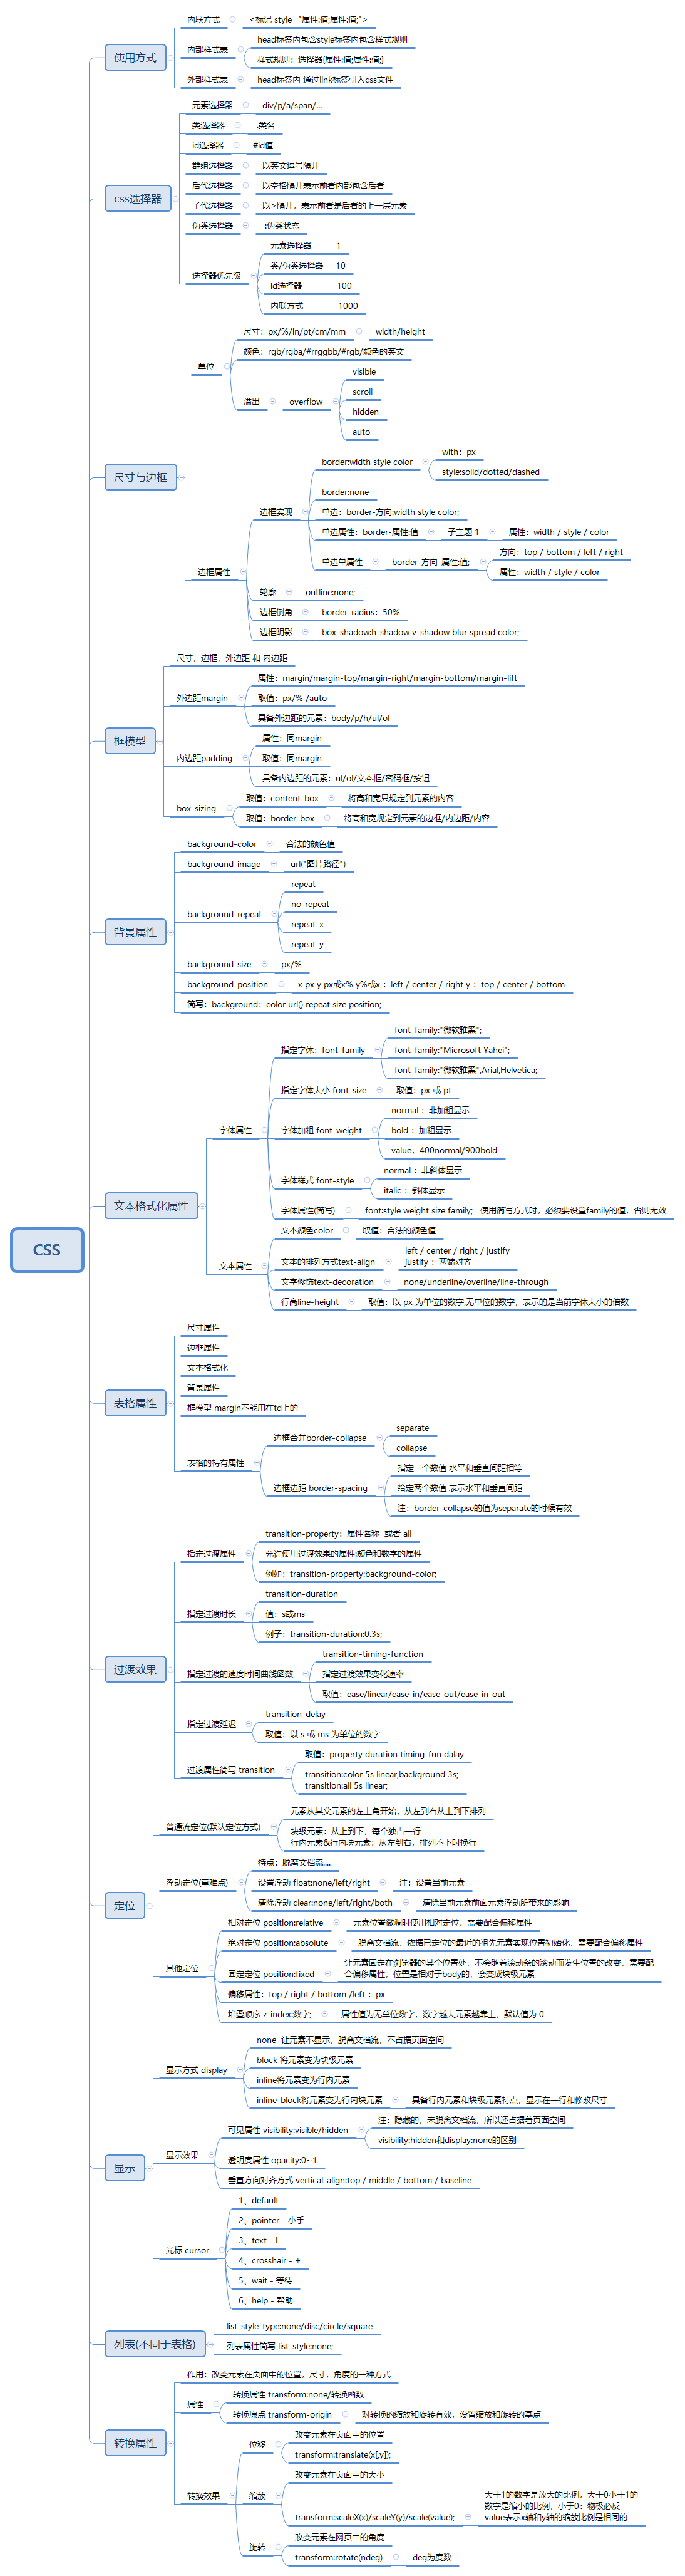 CSS
使用方式
内联方式
<标记 style="属性:值;属性:值;">
内部样式表
head标签内包含style标签内包含样式规则
样式规则：选择器{属性:值;属性:值;}
外部样式表
head标签内 通过link标签引入css文件
css选择器
元素选择器
div/p/a/span/...
类选择器
.类名
id选择器
#id值
群组选择器
以英文逗号隔开
后代选择器
以空格隔开表示前者内部包含后者
子代选择器
以>隔开，表示前者是后者的上一层元素
伪类选择器
:伪类状态
选择器优先级
元素选择器 1
类/伪类选择器 10
id选择器 100
内联方式 1000
尺寸与边框
单位
尺寸：px/%/in/pt/cm/mm
width/height
颜色：rgb/rgba/#rrggbb/#rgb/颜色的英文
溢出
overflow
visible
scroll
hidden
auto
边框属性
边框实现
border:width style color
with：px
style:solid/dotted/dashed
border:none
单边：border-方向:width style color;
单边属性：border-属性:值
子主题 1
属性：width / style / color
单边单属性
border-方向-属性:值;
方向：top / bottom / left / right
属性：width / style / color
轮廓
outline:none;
边框倒角
border-radius：50%
边框阴影
box-shadow:h-shadow v-shadow blur spread color;
框模型
尺寸，边框，外边距 和 内边距
外边距margin
属性：margin/margin-top/margin-right/margin-bottom/margin-lift
取值：px/% /auto
具备外边距的元素：body/p/h/ul/ol
内边距padding
属性：同margin
取值：同margin
具备内边距的元素：ul/ol/文本框/密码框/按钮
box-sizing
取值：content-box
将高和宽只规定到元素的内容
取值：border-box
将高和宽规定到元素的边框/内边距/内容
背景属性
background-color
合法的颜色值
background-image
url("图片路径")
background-repeat
repeat
no-repeat
repeat-x
repeat-y
background-size
px/%
background-position
x px y px或x% y%或x ：left / center / right y ：top / center / bottom
简写：background：color url() repeat size position;
文本格式化属性
字体属性
指定字体：font-family
font-family:"微软雅黑";
font-family:"Microsoft Yahei";
font-family:"微软雅黑",Arial,Helvetica;
指定字体大小 font-size
取值：px 或 pt
字体加粗 font-weight
normal ：非加粗显示
bold ：加粗显示
value，400normal/900bold
字体样式 font-style
normal ：非斜体显示
italic ：斜体显示
字体属性(简写)
font:style weight size family; 使用简写方式时，必须要设置family的值，否则无效
文本属性
文本颜色color
取值：合法的颜色值
文本的排列方式text-align
left / center / right / justify
justify ：两端对齐
文字修饰text-decoration
none/underline/overline/line-through
行高line-height
取值：以 px 为单位的数字,无单位的数字，表示的是当前字体大小的倍数
表格属性
尺寸属性
边框属性
文本格式化
背景属性
框模型 margin不能用在td上的
表格的特有属性
边框合并border-collapse
separate
collapse
边框边距 border-spacing
指定一个数值 水平和垂直间距相等
给定两个数值 表示水平和垂直间距
注：border-collapse的值为separate的时候有效
过渡效果
指定过渡属性
transition-property：属性名称 或者 all
允许使用过渡效果的属性:颜色和数字的属性
例如：transition-property:background-color;
指定过渡时长
transition-duration
值：s或ms
例子：transition-duration:0.3s;
指定过渡的速度时间曲线函数
transition-timing-function
指定过渡效果变化速率
取值：ease/linear/ease-in/ease-out/ease-in-out
指定过渡延迟
transition-delay
取值：以 s 或 ms 为单位的数字
过渡属性简写 transition
取值：property duration timing-fun dalay
transition:color 5s linear,background 3s;
transition:all 5s linear;
定位
普通流定位(默认定位方式)
元素从其父元素的左上角开始，从左到右从上到下排列
块级元素：从上到下，每个独占一行
行内元素&行内块元素：从左到右，排列不下时换行
浮动定位(重难点)
特点：脱离文档流....
设置浮动 float:none/left/right
注：设置当前元素
清除浮动 clear:none/left/right/both
清除当前元素前面元素浮动所带来的影响
其他定位
相对定位 position:relative
元素位置微调时使用相对定位，需要配合偏移属性
绝对定位 position:absolute
脱离文档流，依据已定位的最近的祖先元素实现位置初始化，需要配合偏移属性
固定定位 position:fixed
让元素固定在浏览器的某个位置处，不会随着滚动条的滚动而发生位置的改变，需要配
合偏移属性，位置是相对于body的，会变成块级元素
偏移属性：top / right / bottom /left ：px
堆叠顺序 z-index:数字;
属性值为无单位数字，数字越大元素越靠上，默认值为 0
显示
显示方式 display
none 让元素不显示，脱离文档流，不占据页面空间
block 将元素变为块级元素
inline将元素变为行内元素
inline-block将元素变为行内块元素
具备行内元素和块级元素特点，显示在一行和修改尺寸
显示效果
可见属性 visibility:visible/hidden
注：隐藏的，未脱离文档流，所以还占据着页面空间
visibility:hidden和display:none的区别
透明度属性 opacity:0~1
垂直方向对齐方式 vertical-align:top / middle / bottom / baseline
光标 cursor
1、default
2、pointer - 小手
3、text - I
4、crosshair - +
5、wait - 等待
6、help - 帮助
列表(不同于表格)
list-style-type:none/disc/circle/square
列表属性简写 list-style:none;
转换属性
作用：改变元素在页面中的位置，尺寸，角度的一种方式
属性
转换属性 transform:none/转换函数
转换原点 transform-origin
对转换的缩放和旋转有效，设置缩放和旋转的基点
转换效果
位移
改变元素在页面中的位置
transform:translate(x[,y]);
缩放
改变元素在页面中的大小
transform:scaleX(x)/scaleY(y)/scale(value);
大于1的数字是放大的比例，大于0小于1的
数字是缩小的比例，小于0：物极必反
value表示x轴和y轴的缩放比例是相同的
旋转
改变元素在网页中的角度
transform:rotate(ndeg)
deg为度数